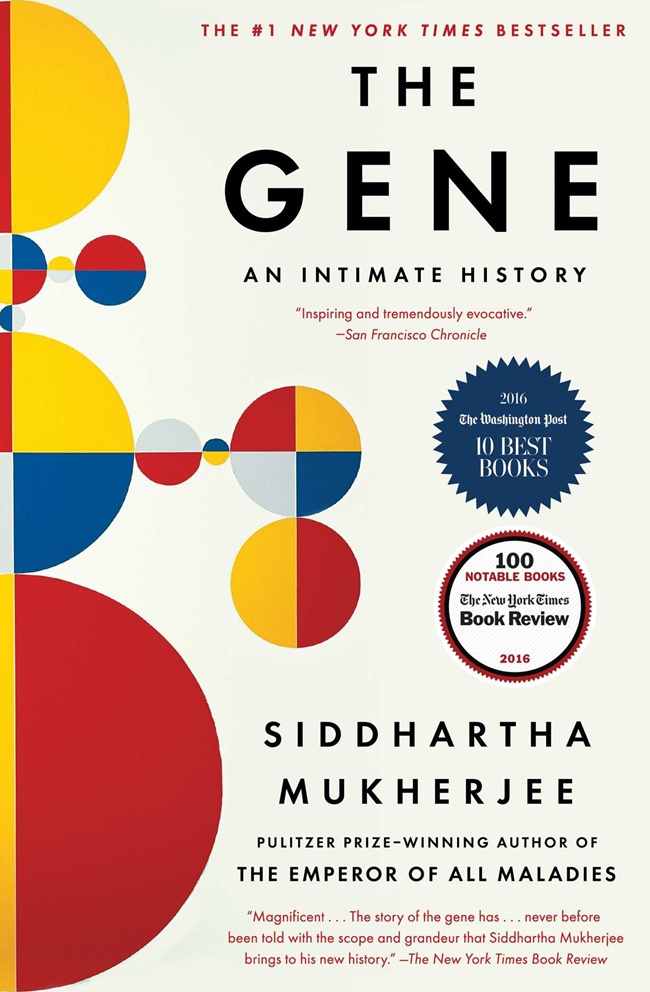 THE #1 NEW YORK TIMES BESTSELLER
THE
GENE
AN INTIMATE HISTORY
“Inspiring and tremendously evocative.”
—San Francisco Chronicle
2016
The Washington Post
10 BEST
BOOKS
100
NOTABLE BOOKS
The New York Times
Book Review
2016
SIDDHARTHA
MUKHERJEE
PULITZER PRIZE–WINNING AUTHOR OF
THE EMPEROR OF ALL MALADIES
“Magnificent . . . The story of the gene has . . . never before
been told with the scope and grandeur that Siddhartha Mukherjee
brings to his new history.” —The New York Times Book Review